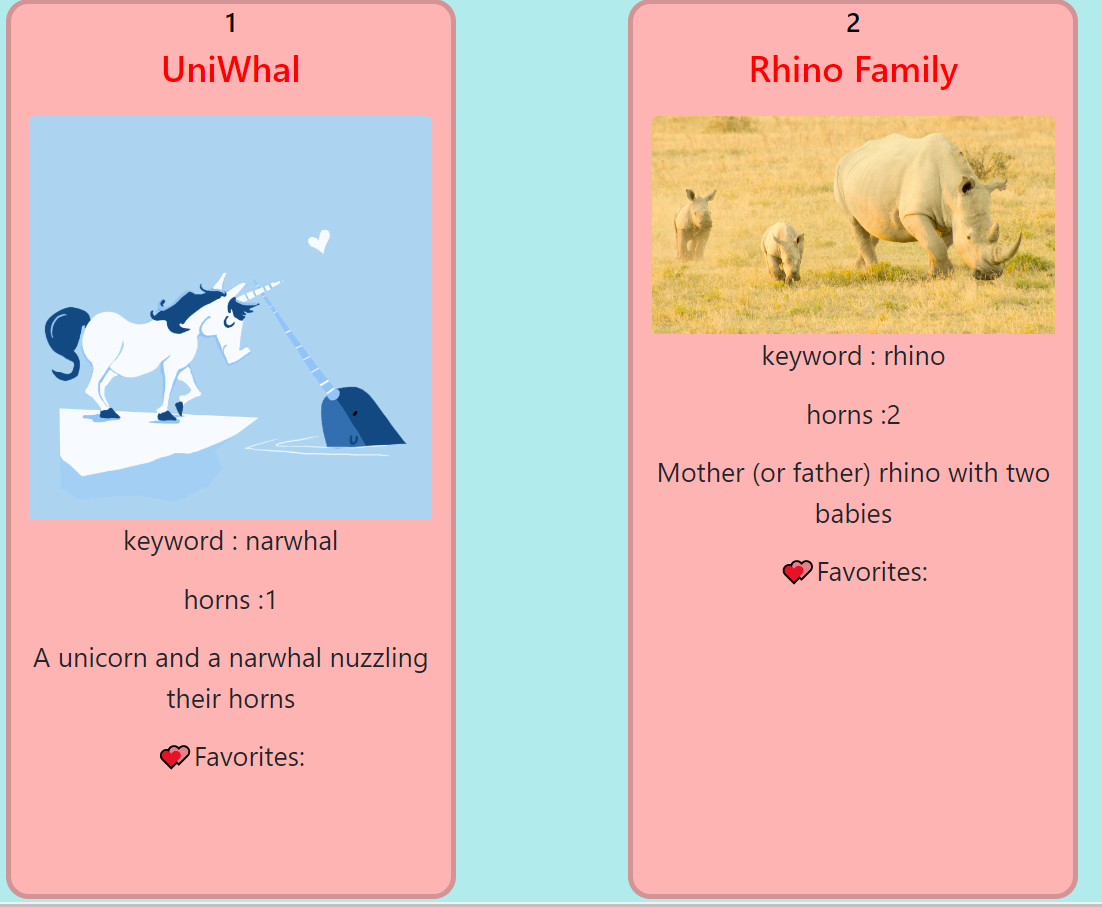 1
UniWhal
keyword : narwhal
horns :1
A unicorn and a narwhal nuzzling
their horns
Favorites:
2
Rhino Family
keyword : rhino
horns :2
Mother (or father) rhino with two
babies
Favorites: